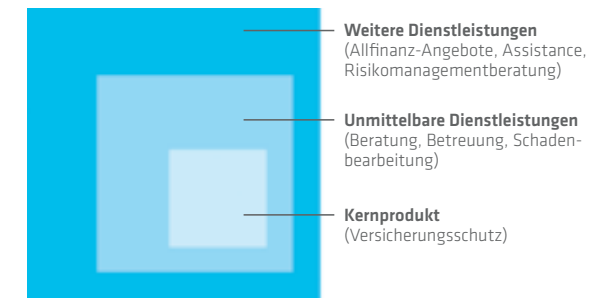 Weitere Dienstleistungen
(Allfinanz-Angebote, Assistance,
Risikomanagementberatung)
Unmittelbare Dienstleistungen
(Beratung, Betreuung, Schaden-
bearbeitung)
Kernprodukt
(Versicherungsschutz)